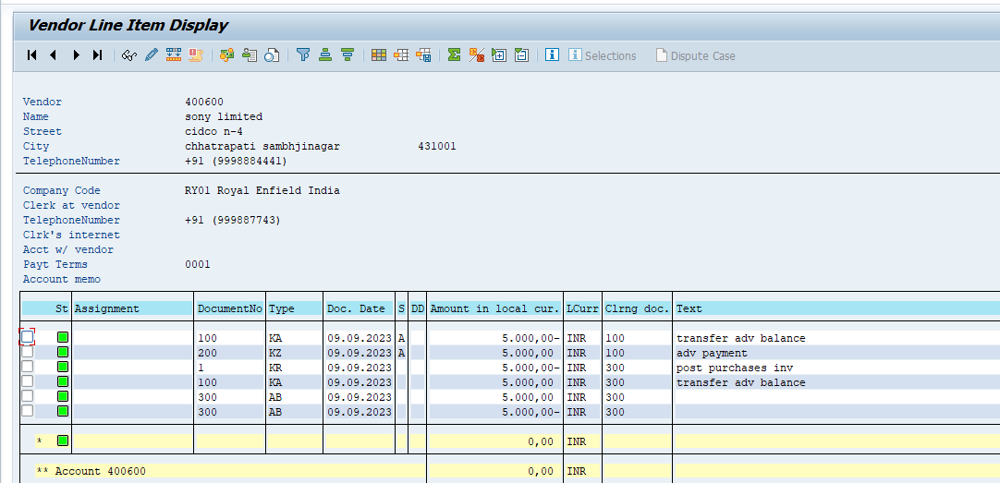 Vendor Line Item Display
Selections Dispute Case
Vendor 400600
Name sony limited
Street cidco n-4
City chhatrapati sambhjinagar 431001
TelephoneNumber +91 (9998884441)
Company Code RY01 Royal Enfield India
Clerk at vendor
TelephoneNumber +91 (999887743)
Clrk's internet
Acct w/ vendor
Payt Terms 0001
Account memo
St Assignment DocumentNo Type Doc. Date S DD Amount in local cur. LCurr Clrng doc. Text
100 KA 09.09.2023 A 5.000,00- INR 100 transfer adv balance
200 KZ 09.09.2023 A 5.000,00 INR 100 adv payment
1 KR 09.09.2023 5.000,00- INR 300 post purchases inv
100 KA 09.09.2023 5.000,00 INR 300 transfer adv balance
300 AB 09.09.2023 5.000,00 INR 300
300 AB 09.09.2023 5.000,00- INR 300
* 0,00 INR
** Account 400600 0,00 INR